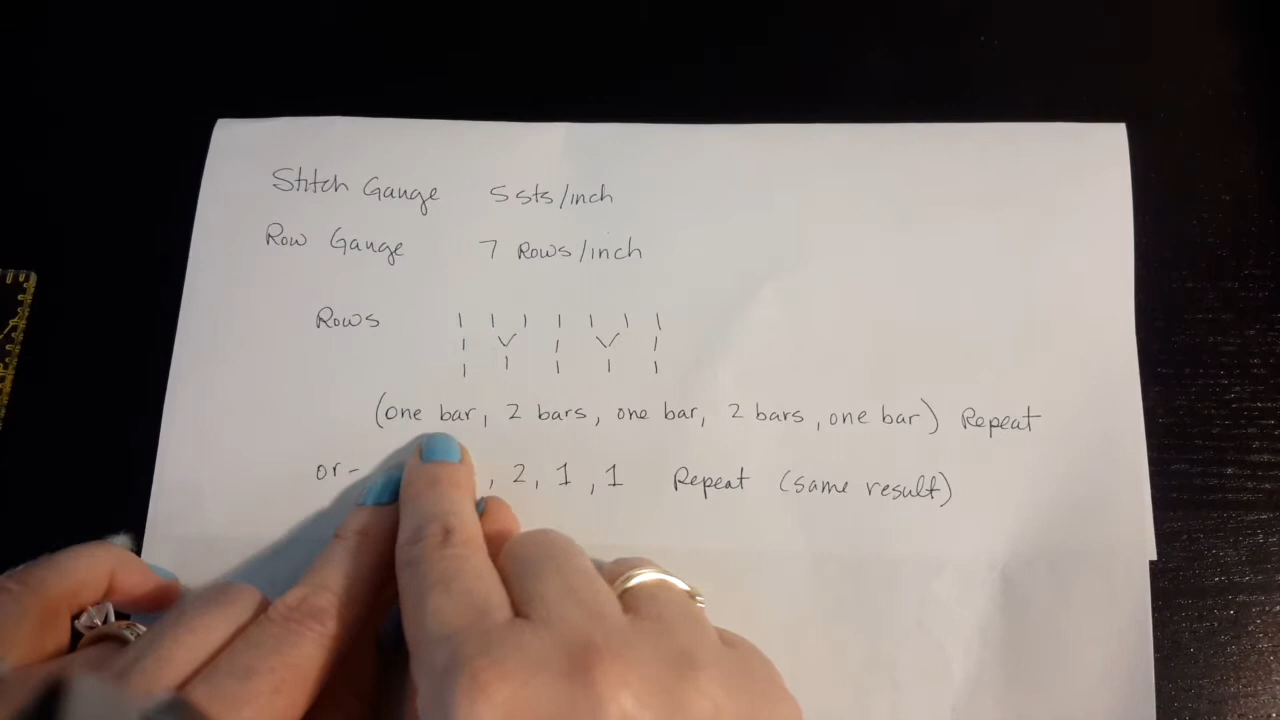 Stitch Gauge 5 sts/inch
Row Gauge 7 Rows/inch
Rows
(one bar, 2 bars, one bar, 2 bars, one bar) Repeat
or- , 2, 1, 1 Repeat (same result)